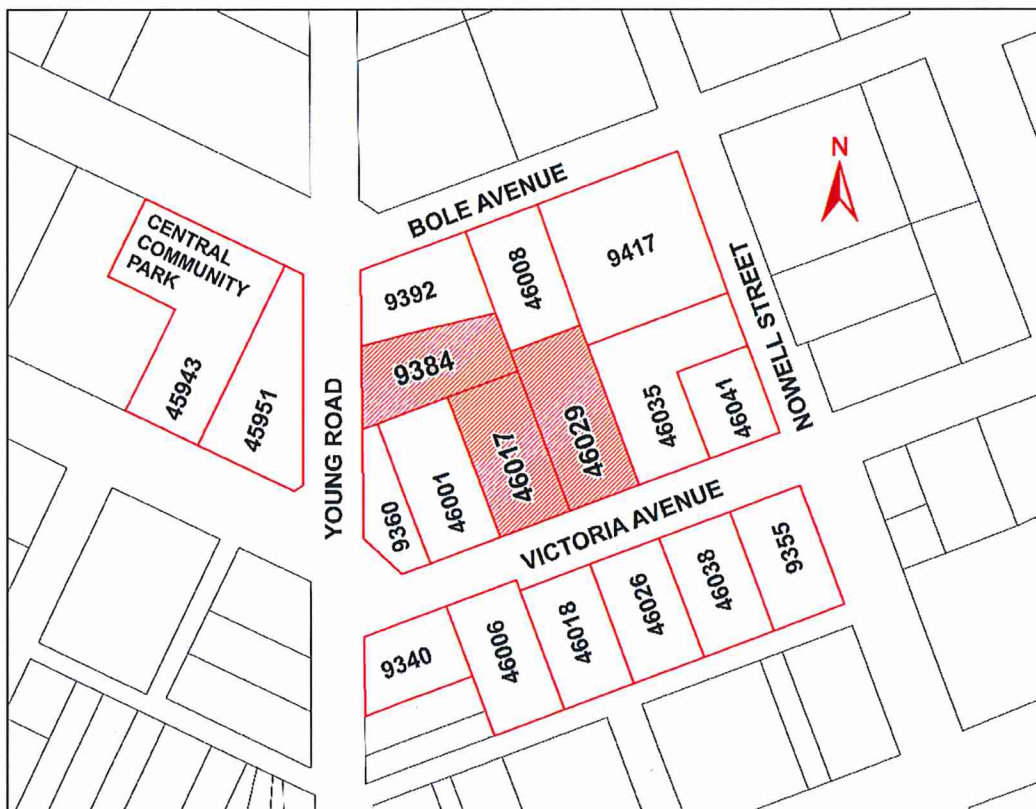 N
BOLE AVENUE
CENTRAL
COMMUNITY
PARK
46008
9417
9392
NOWELL STREET
9384
45943
45951
YOUNG ROAD
46017
46029
46035
46041
9360
46001
VICTORIA AVENUE
9355
46038
46026
46018
46006
9340